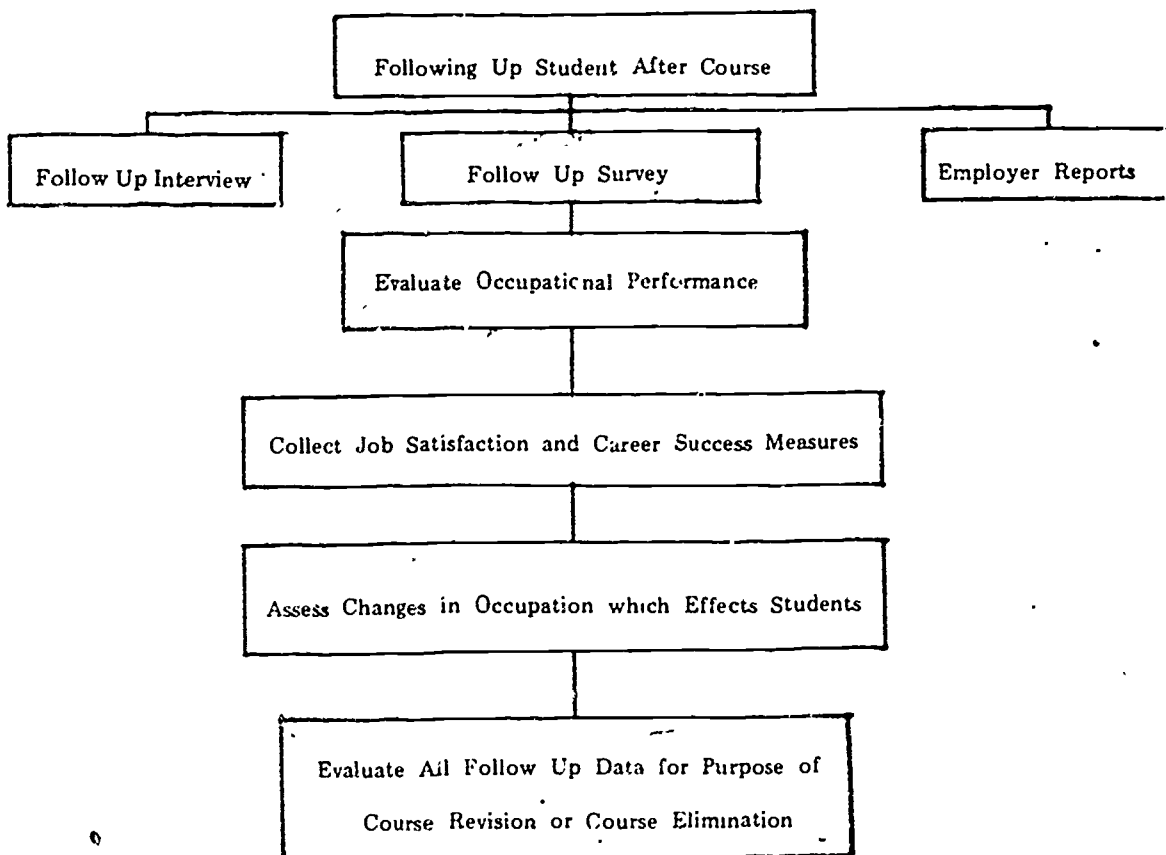 Following Up Student After Course
Follow Up Interview
Follow Up Survey
Employer Reports
Evaluate Occupational Performance
Collect Job Satisfaction and Career Success Measures
Assess Changes in Occupation which Effects Students
Evaluate All Follow Up Data for Purpose of
Course Revision or Course Elimination